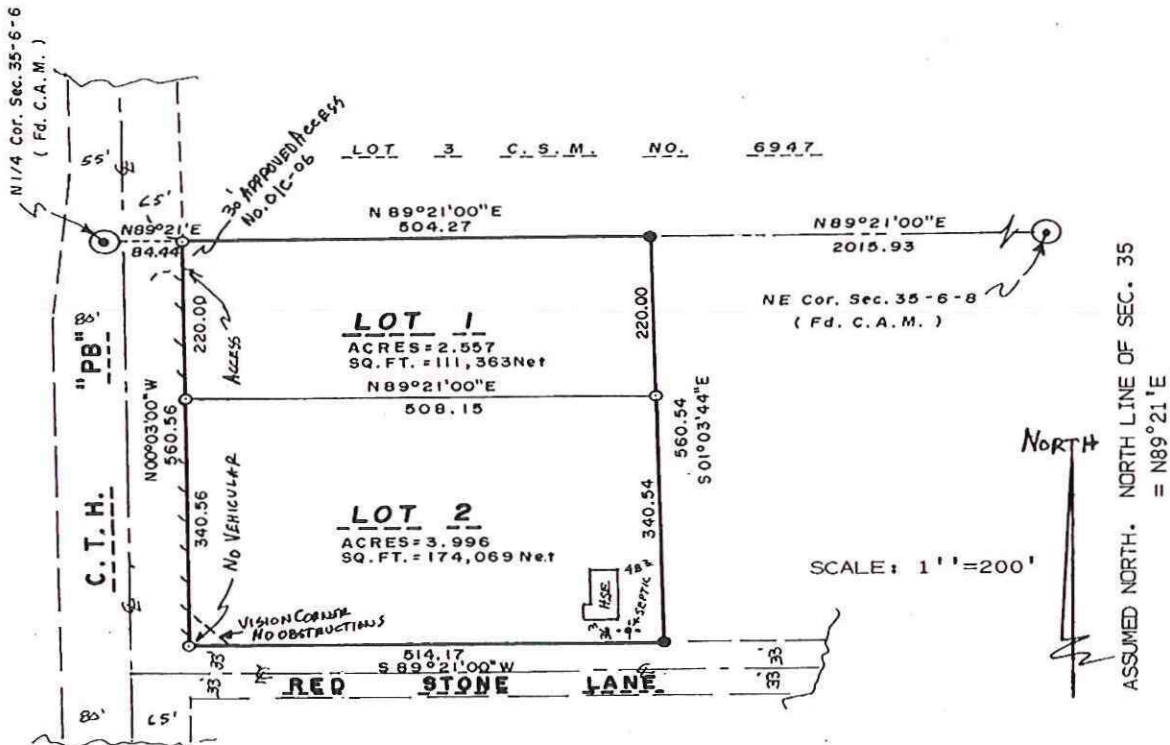 N1/4 Cor. Sec. 35-6-6
( Fd. C.A.M. )
55'
65'
30' APPROVED ACCESS
No. 01C-06
LOT 3 C.S.M. NO. 6947
N89°21'E
84.44
N 89°21'00"E
504.27
N89°21'00"E
2015.93
NE Cor. Sec. 35-6-8
( Fd. C.A.M. )
80'
"PB"
C.T.H.
220.00
ACCESS
LOT 1
ACRES=2.557
SQ.FT.=111,363Net
220.00
N89°21'00"E
508.15
N00°03'00"W
560.56
560.54
S01°03'44"E
340.56
NO VEHICULAR
LOT 2
ACRES=3.996
SQ.FT.=174,069 Net
340.54
HSE
SEPTIC
VISION CORNER
NO OBSTRUCTIONS
514.17
S 89°21'00"W
33'
33'
RED STONE LANE
33'
33'
80'
65'
NORTH
SCALE: 1''=200'
ASSUMED NORTH. NORTH LINE OF SEC. 35
= N89°21'E